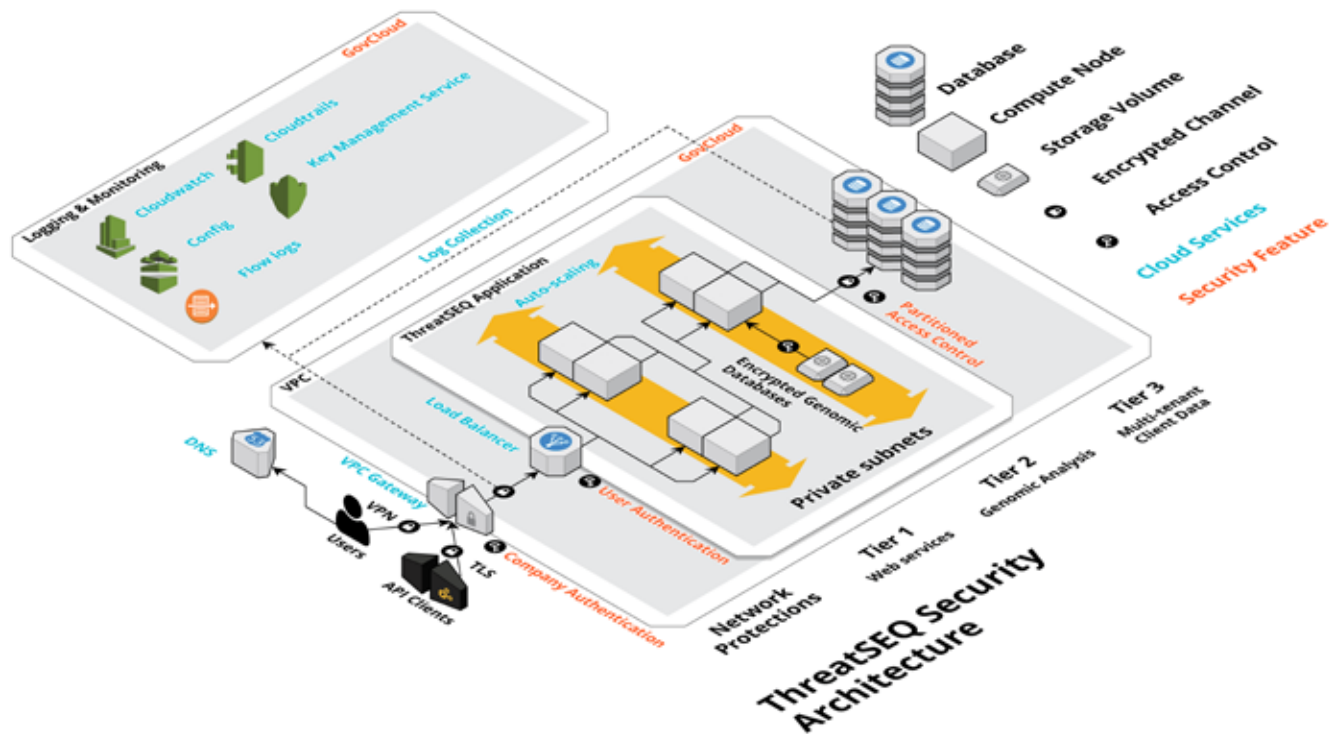 GovCloud
Cloudtrails
Key Management Service
Logging & Monitoring
Cloudwatch
Config
Flow logs
Log Collection
GovCloud
Database
Compute Node
Storage Volume
Encrypted Channel
Access Control
Cloud Services
Security Feature
ThreatSEQ Application
Auto-scaling
Partitioned
Access Control
Encrypted Genomic
Databases
Private subnets
VPC
Load Balancer
DNS
VPC Gateway
VPN
Users
TLS
API Clients
User Authentication
Company Authentication
Network
Protections
Tier 1
Web services
Tier 2
Genomic Analysis
Tier 3
Multi-tenant
Client Data
ThreatSEQ Security
Architecture